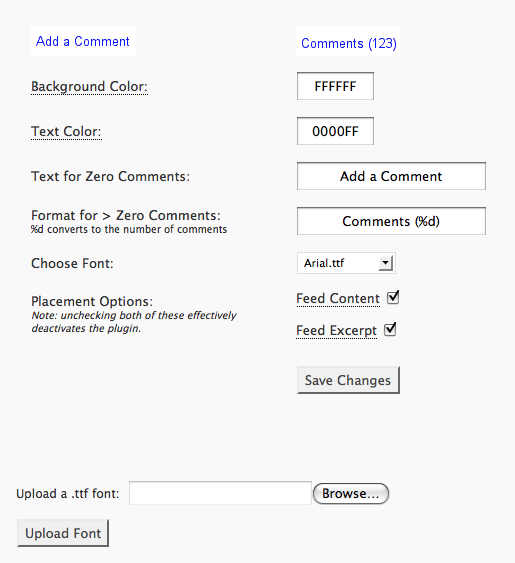 Add a Comment
Comments (123)
Background Color:
FFFFFF
Text Color:
0000FF
Text for Zero Comments:
Add a Comment
Format for > Zero Comments:
%d converts to the number of comments
Comments (%d)
Choose Font:
Arial.ttf
Placement Options:
Note: unchecking both of these effectively
deactivates the plugin.
Feed Content
Feed Excerpt
Save Changes
Upload a .ttf font:
Browse...
Upload Font